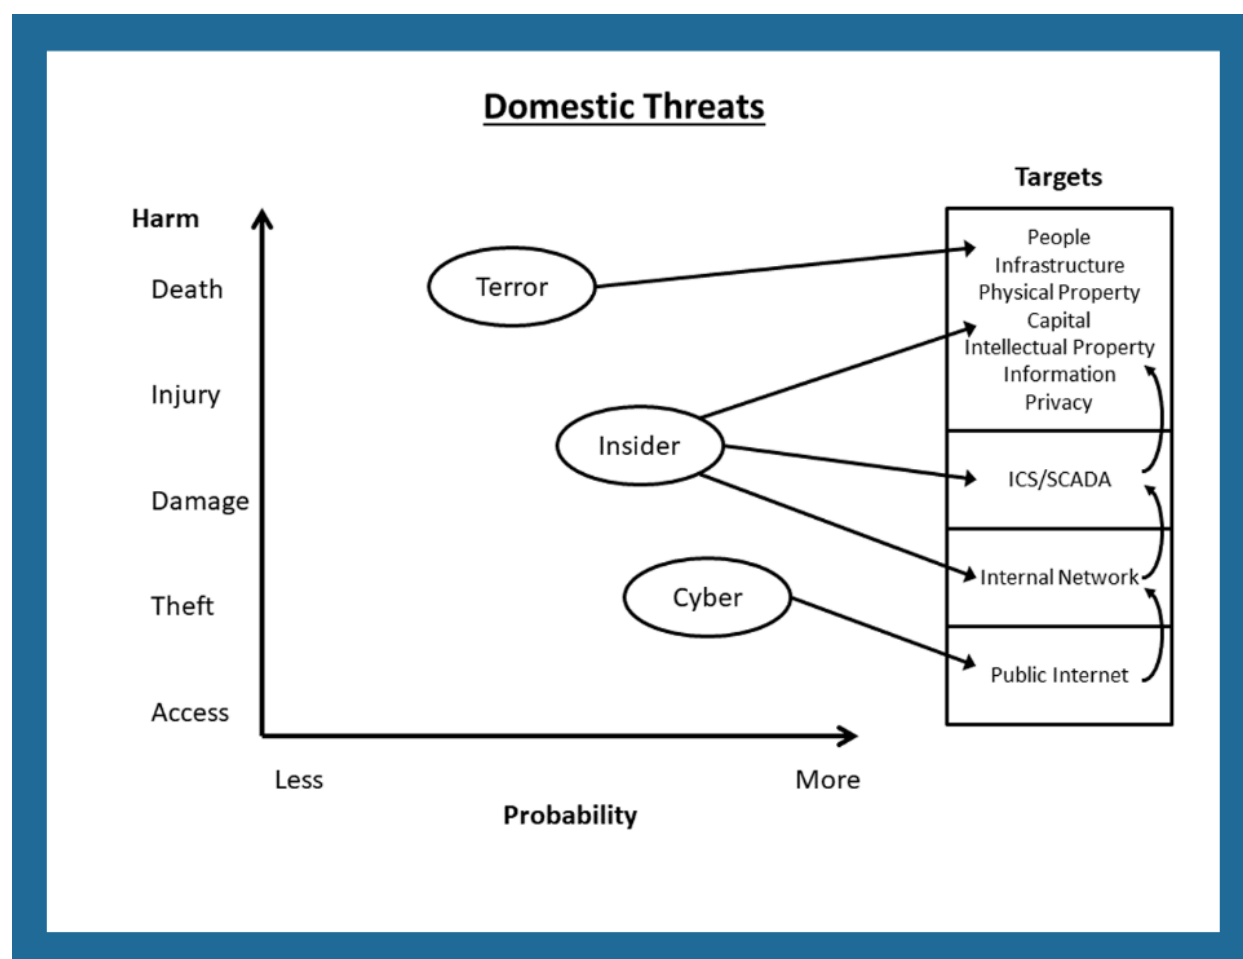 Domestic Threats
Targets
Harm
People
Infrastructure
Physical Property
Capital
Intellectual Property
Information
Privacy
ICS/SCADA
Internal Network
Public Internet
Death
Injury
Damage
Theft
Access
Terror
Insider
Cyber
Less
More
Probability